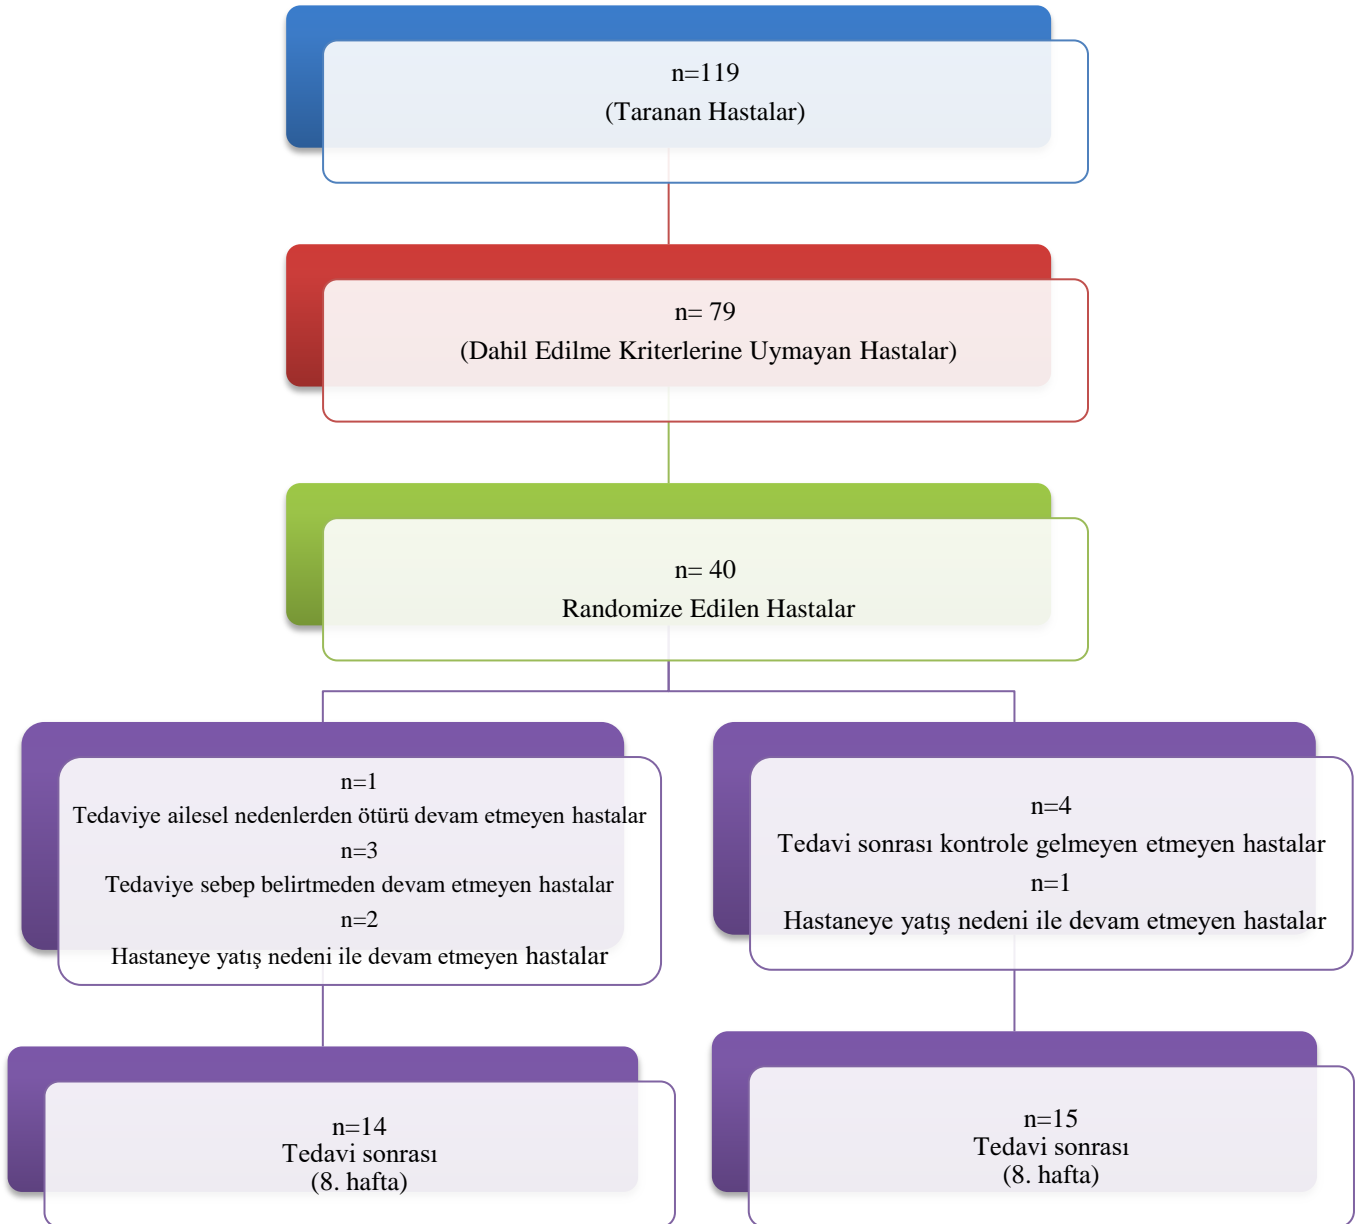 n=119
(Taranan Hastalar)
n= 79
(Dahil Edilme Kriterlerine Uymayan Hastalar)
n= 40
Randomize Edilen Hastalar
n=1
Tedaviye ailesel nedenlerden ötürü devam etmeyen hastalar
n=3
Tedaviye sebep belirtmeden devam etmeyen hastalar
n=2
Hastaneye yatış nedeni ile devam etmeyen hastalar
n=4
Tedavi sonrası kontrole gelmeyen etmeyen hastalar
n=1
Hastaneye yatış nedeni ile devam etmeyen hastalar
n=14
Tedavi sonrası
(8. hafta)
n=15
Tedavi sonrası
(8. hafta)